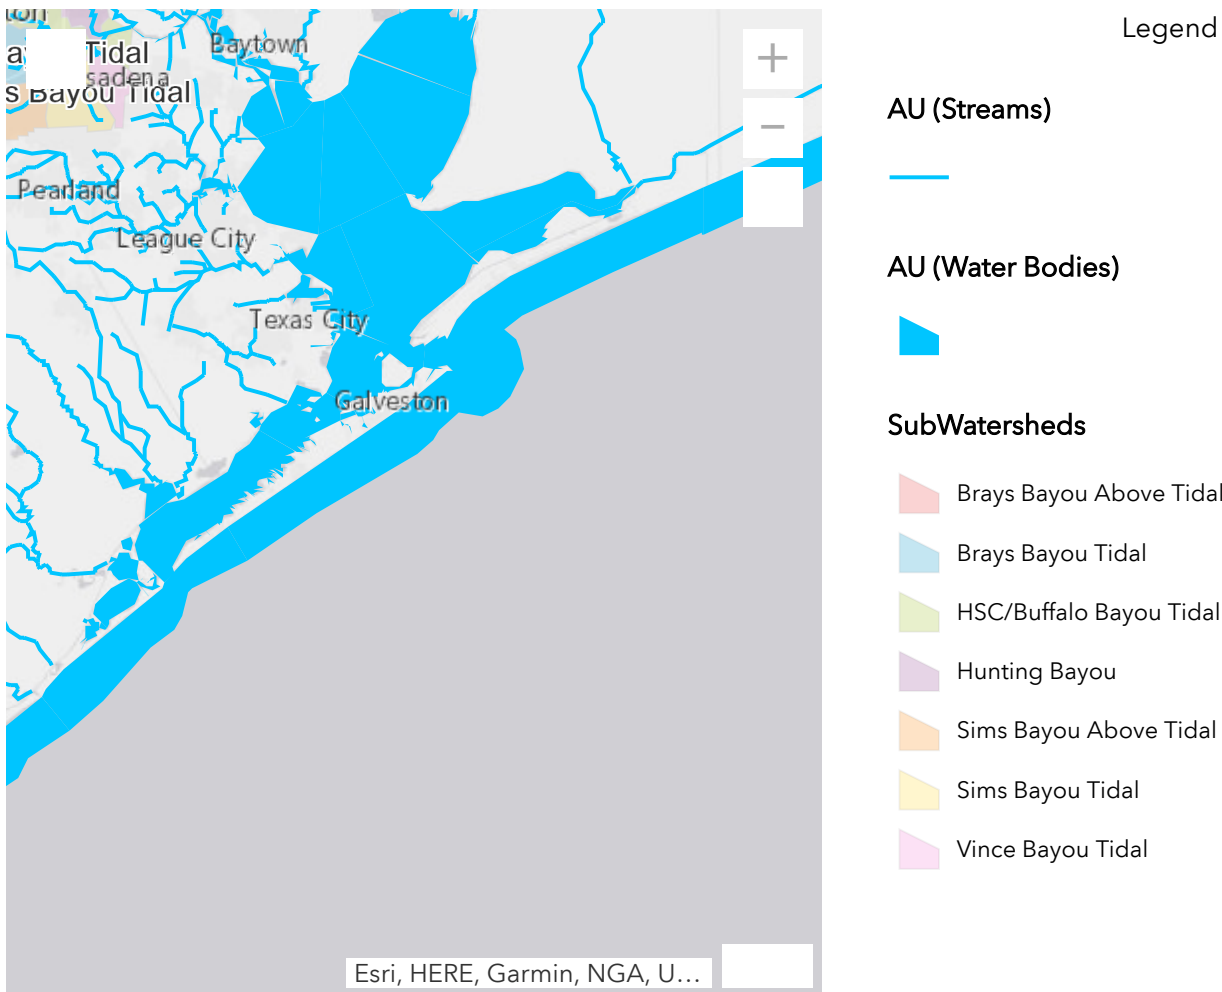 ton
Legend
Baytown
Tidal
sadena
s Bayou Tidal
AU (Streams)
Pearland
League City
AU (Water Bodies)
Texas City
Galveston
SubWatersheds
Brays Bayou Above Tidal
Brays Bayou Tidal
HSC/Buffalo Bayou Tidal
Hunting Bayou
Sims Bayou Above Tidal
Sims Bayou Tidal
Vince Bayou Tidal
Esri, HERE, Garmin, NGA, U...